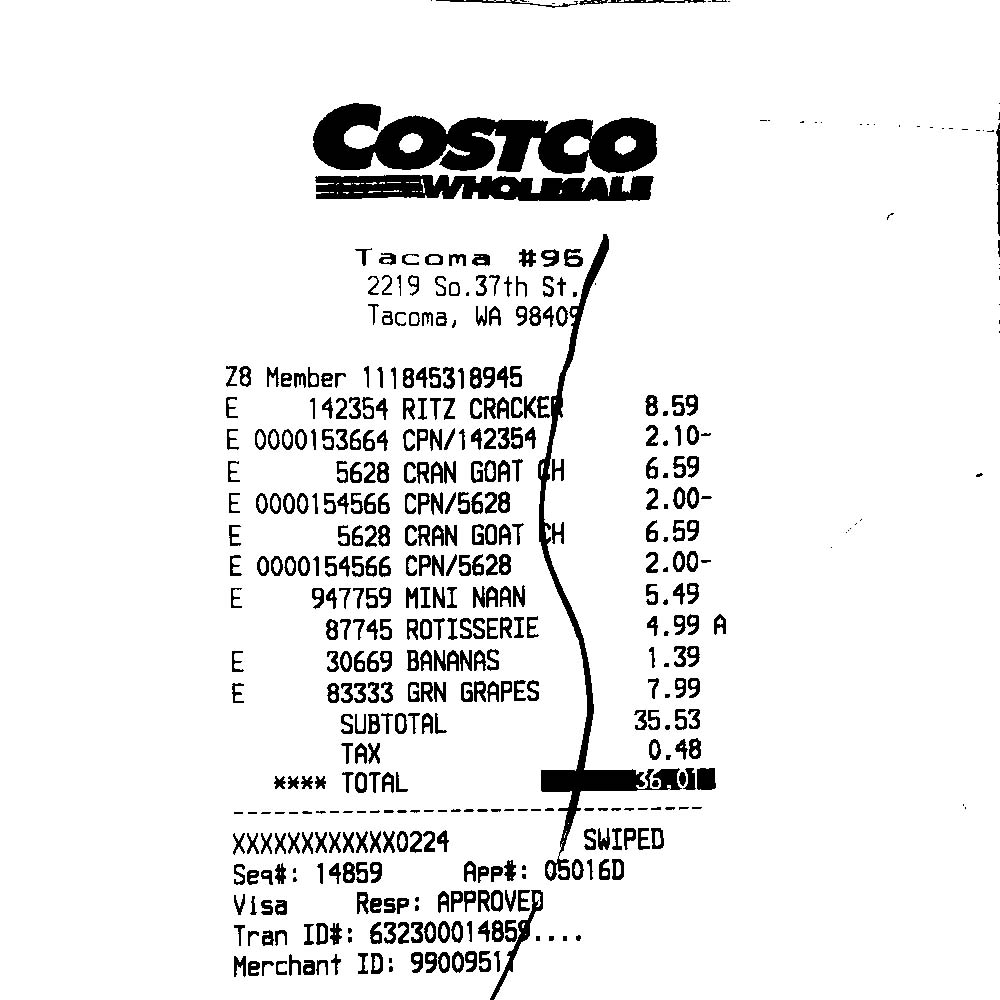 COSTCO
WHOLESALE
Tacoma #96
2219 So.37th St.
Tacoma, WA 98409
Z8 Member 111845318945
E 142354 RITZ CRACKER 8.59
E 0000153664 CPN/142354 2.10-
E 5628 CRAN GOAT CH 6.59
E 0000154566 CPN/5628 2.00-
E 5628 CRAN GOAT CH 6.59
E 0000154566 CPN/5628 2.00-
E 947759 MINI NAAN 5.49
87745 ROTISSERIE 4.99 A
E 30669 BANANAS 1.39
E 83333 GRN GRAPES 7.99
SUBTOTAL 35.53
TAX 0.48
**** TOTAL 36.01
XXXXXXXXXXXX0224 SWIPED
Seq#: 14859 App#: 05016D
Visa Resp: APPROVED
Tran ID#: 632300014859....
Merchant ID: 99009511